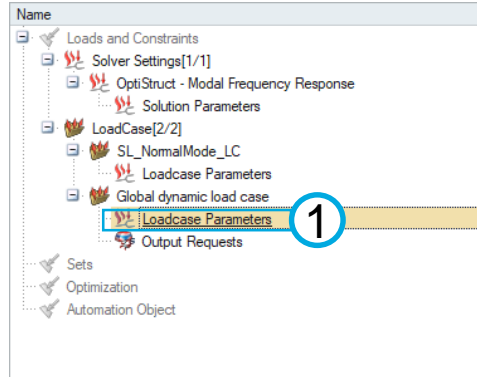 Name
Loads and Constraints
Solver Settings[1/1]
OptiStruct - Modal Frequency Response
Solution Parameters
LoadCase[2/2]
SL_NormalMode_LC
Loadcase Parameters
Global dynamic load case
Loadcase Parameters 1
Output Requests
Sets
Optimization
Automation Object